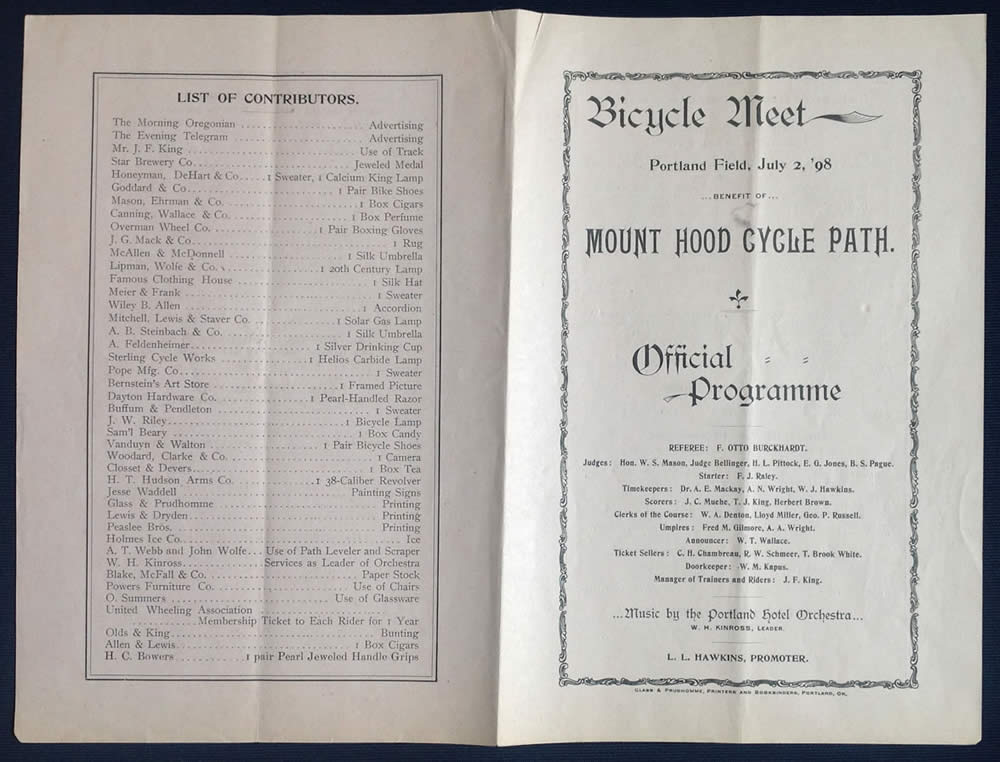 LIST OF CONTRIBUTORS.
The Morning Oregonian ........................ Advertising
The Evening Telegram ........................ Advertising
Mr. J. F. King ........................ Use of Track
Star Brewery Co. ........................ Jeweled Medal
Honeyman, DeHart & Co.....1 Sweater, 1 Calcium King Lamp
Goddard & Co. ........................ 1 Pair Bike Shoes
Mason, Ehrman & Co. ........................ 1 Box Cigars
Canning, Wallace & Co. ........................ 1 Box Perfume
Overman Wheel Co. ........................ 1 Pair Boxing Gloves
J. G. Mack & Co. ........................ 1 Rug
McAllen & McDonnell ........................ 1 Silk Umbrella
Lipman, Wolfe & Co. ........................ 1 20th Century Lamp
Famous Clothing House ........................ 1 Silk Hat
Meier & Frank ........................ 1 Sweater
Wiley B. Allen ........................ 1 Accordion
Mitchell, Lewis & Staver Co. ............ 1 Solar Gas Lamp
A. B. Steinbach & Co. ........................ 1 Silk Umbrella
A. Feldenheimer ........................ 1 Silver Drinking Cup
Sterling Cycle Works ............ 1 Helios Carbide Lamp
Pope Mfg. Co. ........................ 1 Sweater
Bernstein's Art Store ........................ 1 Framed Picture
Dayton Hardware Co. ............ 1 Pearl-Handled Razor
Buffum & Pendleton ........................ 1 Sweater
J. W. Riley ........................ 1 Bicycle Lamp
Sam'l Beary ........................ 1 Box Candy
Vanduyn & Walton ........................ 1 Pair Bicycle Shoes
Woodard, Clarke & Co. ........................ 1 Camera
Closset & Devers ........................ 1 Box Tea
H. T. Hudson Arms Co. ............ 1 38-Caliber Revolver
Jesse Waddell ........................ Painting Signs
Glass & Prudhomme ........................ Printing
Lewis & Dryden ........................ Printing
Peaslee Bros. ........................ Printing
Holmes Ice Co. ........................ Ice
A. T. Webb and John Wolfe... Use of Path Leveler and Scraper
W. H. Kinross ............ Services as Leader of Orchestra
Blake, McFall & Co. ........................ Paper Stock
Powers Furniture Co. ........................ Use of Chairs
O. Summers ........................ Use of Glassware
United Wheeling Association ........................
............ Membership Ticket to Each Rider for 1 Year
Olds & King ........................ Bunting
Allen & Lewis ........................ 1 Box Cigars
H. C. Bowers ............ 1 pair Pearl Jeweled Handle Grips
Bicycle Meet
Portland Field, July 2, '98
...BENEFIT OF...
MOUNT HOOD CYCLE PATH.
Official
Programme
REFEREE: F. OTTO BURCKHARDT.
Judges: Hon. W. S. Mason, Judge Bellinger, H. L. Pittock, E. G. Jones, B. S. Pague.
Starter: F. J. Raley.
Timekeepers: Dr. A. E. Mackay, A. N. Wright, W. J. Hawkins.
Scorers: J. C. Muehe, T. J. King, Herbert Brown.
Clerks of the Course: W. A. Denton, Lloyd Miller, Geo. P. Russell.
Umpires: Fred M. Gilmore, A. A. Wright.
Announcer: W. T. Wallace.
Ticket Sellers: C. H. Chambreau, R. W. Schmeer, T. Brook White.
Doorkeeper: W. M. Kapus.
Manager of Trainers and Riders: J. F. King.
...Music by the Portland Hotel Orchestra...
W. H. KINROSS, LEADER.
L. L. HAWKINS, PROMOTER.
GLASS & PRUDHOMME, PRINTERS AND BOOKBINDERS, PORTLAND, OR.